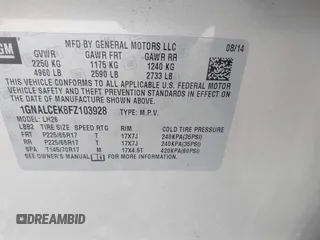 GM
MFD BY GENERAL MOTORS LLC
08/14
GVWR GAWR FRT GAWR RR
2250 KG 1175 KG 1240 KG
4960 LB 2590 LB 2733 LB
THIS VEHICLE CONFORMS TO ALL APPLICABLE U.S. FEDERAL
MOTOR VEHICLE SAFETY, BUMPER, AND THEFT PREVENTION
STANDARDS IN EFFECT ON THE DATE OF MANUFACTURE
SHOWN ABOVE.
1GNALCEK8FZ103928 TYPE: M.P.V.
MODEL: LH26
LBB2 TIRE SIZE SPEED RTG RIM COLD TIRE PRESSURE
FRT P225/65R17 T 17X7J 240KPA(35PSI)
RR P225/65R17 T 17X7J 240KPA(35PSI)
SPA T145/70R17 M 17X4.5T 420KPA(60PSI)
SEE OWNER'S MANUAL FOR MORE INFORMATION.
© DEALERCAR.IO